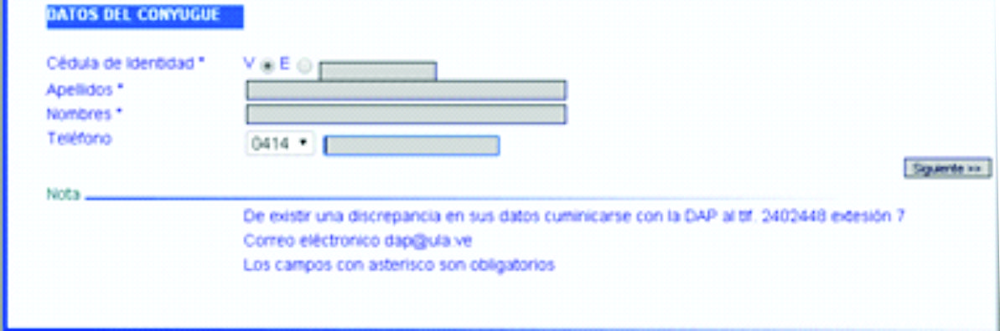 DATOS DEL CONYUGUE
Cédula de Identidad * V E
Apellidos *
Nombres *
Teléfono 0414
Siguiente >>
Nota
De existir una discrepancia en sus datos cuminicarse con la DAP al tlf. 2402448 extesión 7
Correo eléctronico dap@ula.ve
Los campos con asterisco son obligatorios